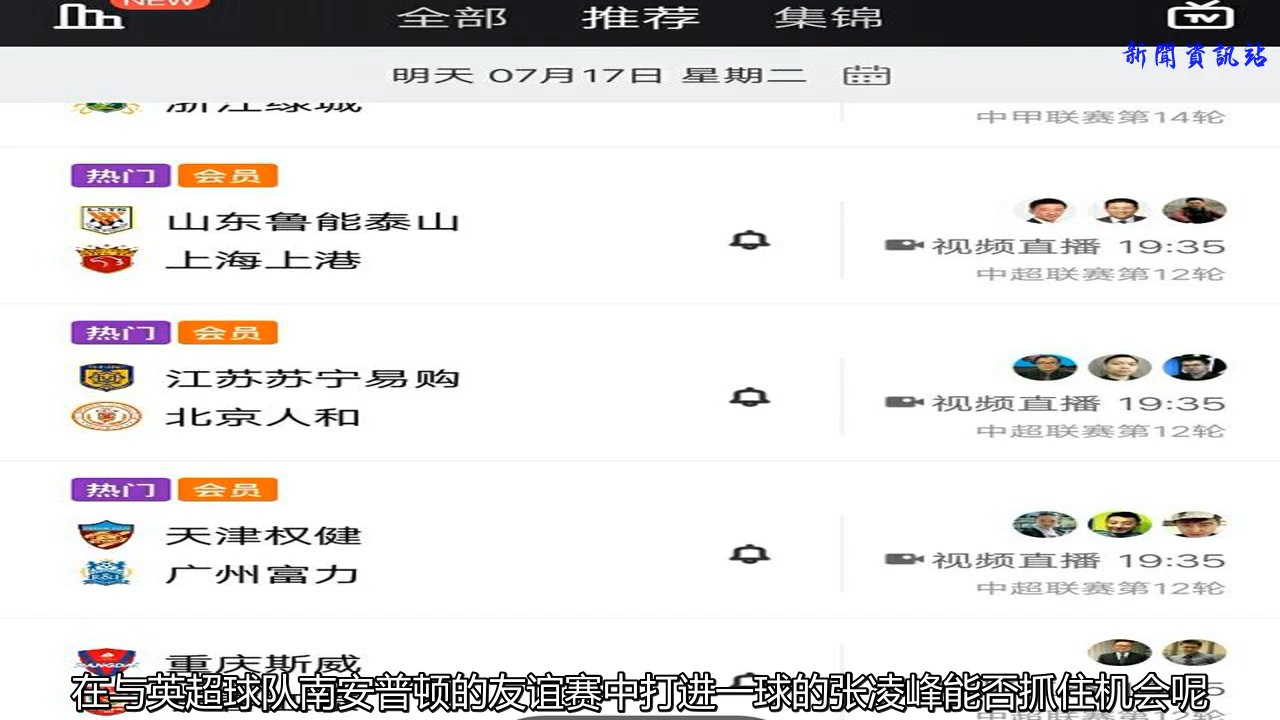 NEW
全部 推荐 集锦
TV
新聞資訊站
明天 07月17日 星期二
浙江绿城
中甲联赛第14轮
热门 会员
山东鲁能泰山
上海上港
视频直播 19:35
中超联赛第12轮
热门 会员
江苏苏宁易购
北京人和
视频直播 19:35
中超联赛第12轮
热门 会员
天津权健
广州富力
R&F
视频直播 19:35
中超联赛第12轮
重庆斯威
在与英超球队南安普顿的友谊赛中打进一球的张凌峰能否抓住机会呢